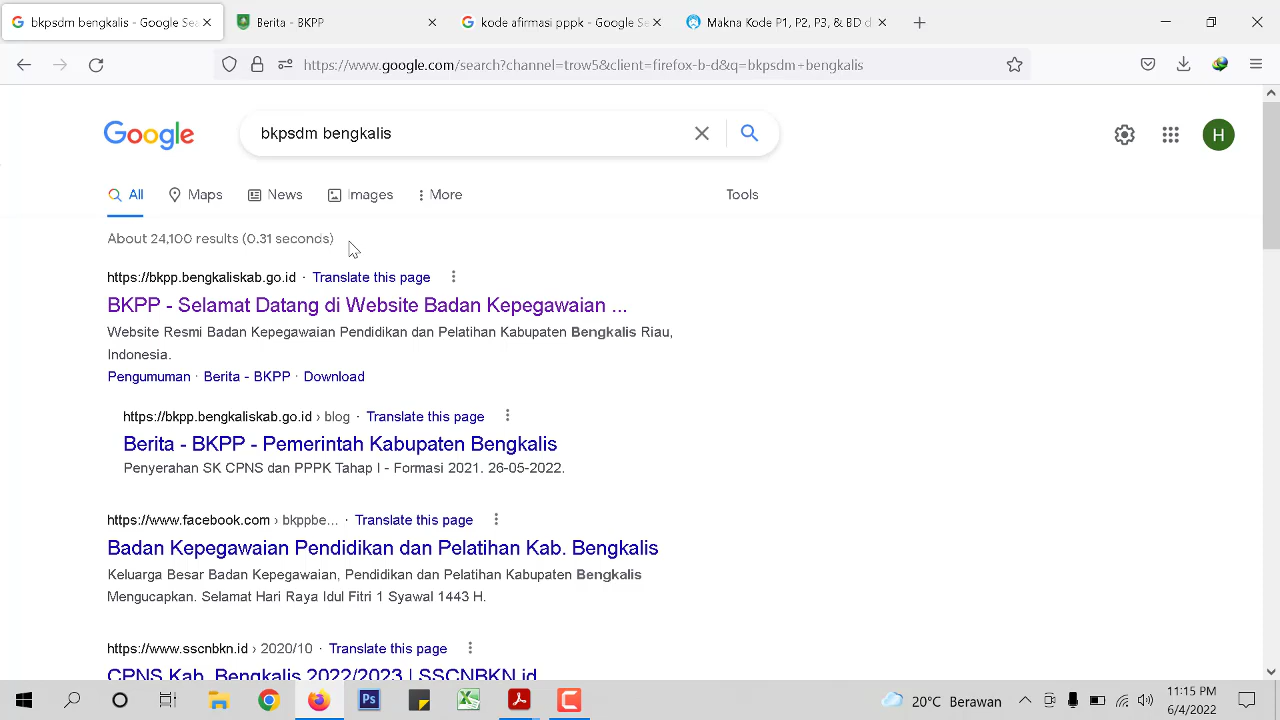 bkpsdm bengkalis - Google Sea
Berita - BKPP
kode afirmasi pppk - Google Se
Makna Kode P1, P2, P3, & BD d
https://www.google.com/search?channel=trow5&client=firefox-b-d&q=bkpsdm+bengkalis
Google
bkpsdm bengkalis
H
All
Maps
News
Images
More
Tools
About 24,100 results (0.31 seconds)
https://bkpp.bengkaliskab.go.id · Translate this page
BKPP - Selamat Datang di Website Badan Kepegawaian ...
Website Resmi Badan Kepegawaian Pendidikan dan Pelatihan Kabupaten Bengkalis Riau,
Indonesia.
Pengumuman · Berita - BKPP · Download
https://bkpp.bengkaliskab.go.id › blog · Translate this page
Berita - BKPP - Pemerintah Kabupaten Bengkalis
Penyerahan SK CPNS dan PPPK Tahap I - Formasi 2021. 26-05-2022.
https://www.facebook.com › bkppbe... · Translate this page
Badan Kepegawaian Pendidikan dan Pelatihan Kab. Bengkalis
Keluarga Besar Badan Kepegawaian, Pendidikan dan Pelatihan Kabupaten Bengkalis
Mengucapkan. Selamat Hari Raya Idul Fitri 1 Syawal 1443 H.
https://www.sscnbkn.id › 2020/10 · Translate this page
CPNS Kab. Bengkalis 2022/2023 | SSCNBKN.id
Ps
20°C Berawan
11:15 PM
6/4/2022